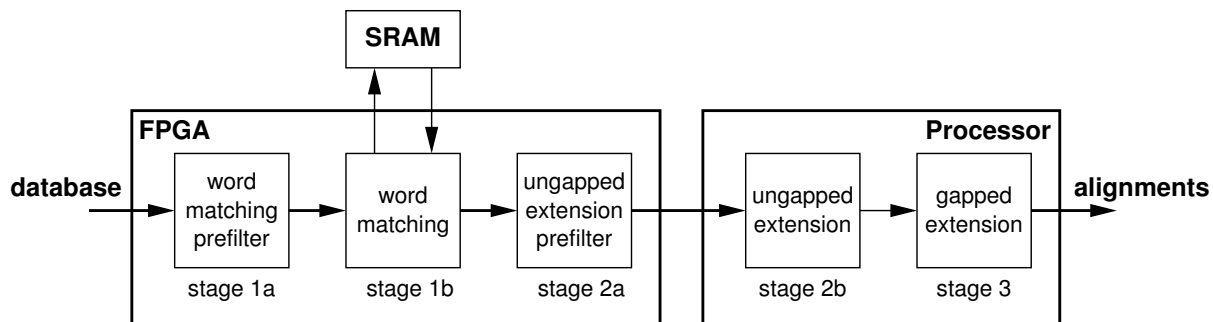 SRAM
FPGA
Processor
database
word
matching
prefilter
word
matching
ungapped
extension
prefilter
ungapped
extension
gapped
extension
alignments
stage 1a
stage 1b
stage 2a
stage 2b
stage 3